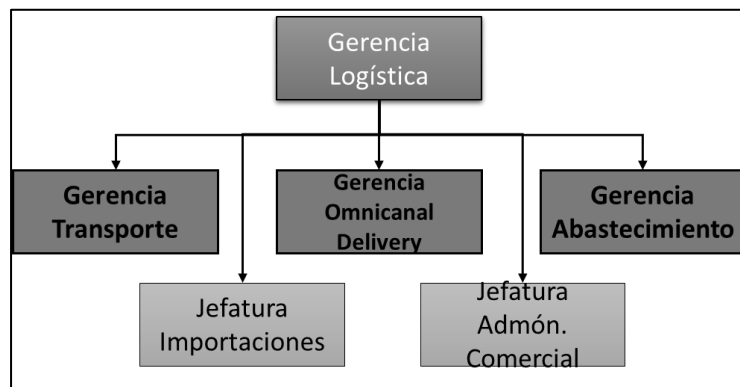 Gerencia
Logística
Gerencia
Transporte
Gerencia
Omnicanal
Delivery
Gerencia
Abastecimiento
Jefatura
Importaciones
Jefatura
Admón.
Comercial